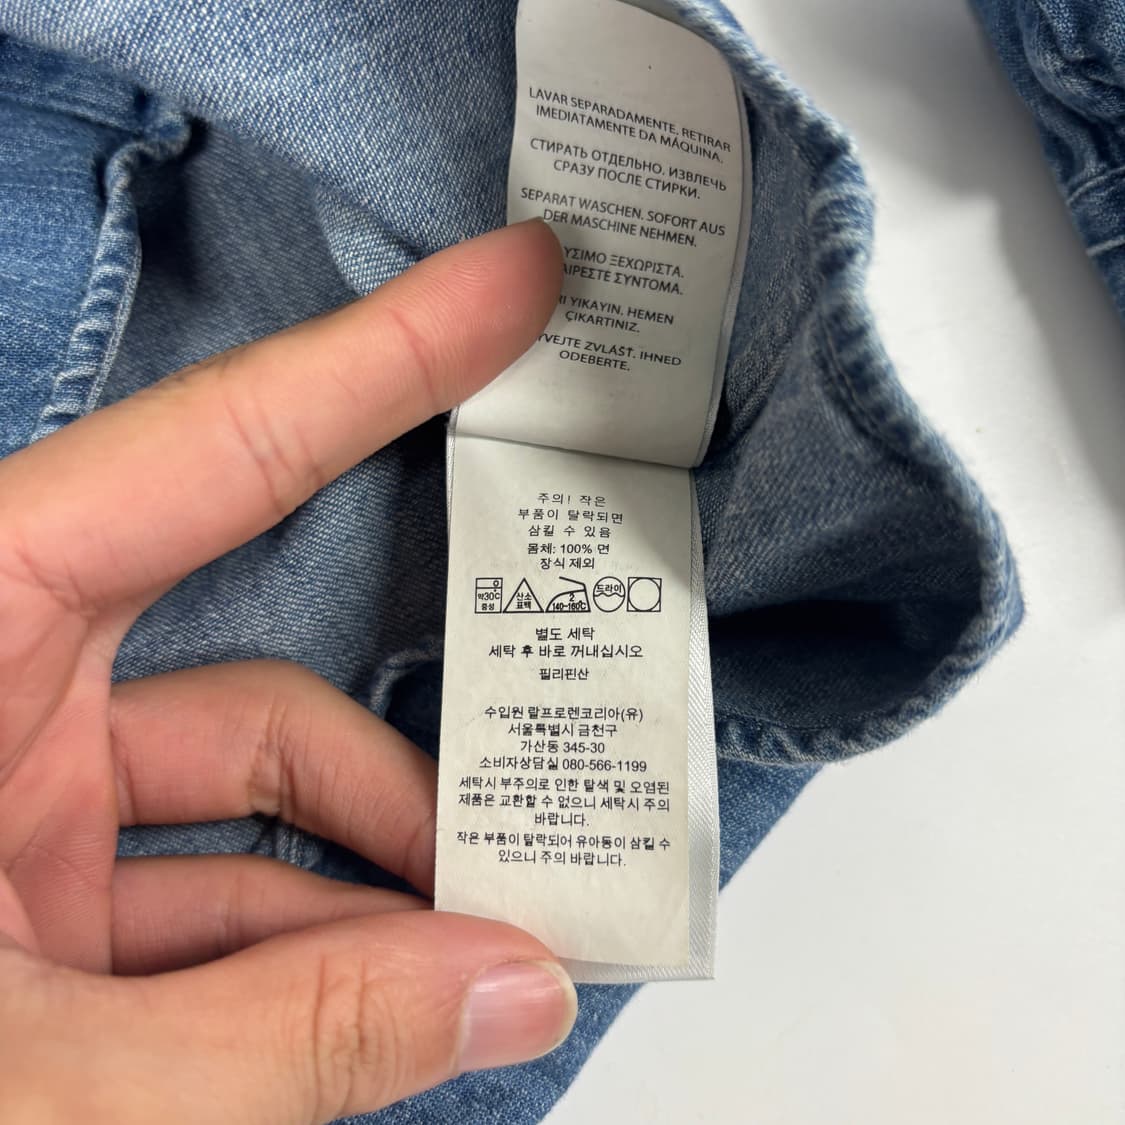 LAVAR SEPARADAMENTE. RETIRAR
IMEDIATAMENTE DA MÁQUINA.
СТИРАТЬ ОТДЕЛЬНО. ИЗВЛЕЧЬ
СРАЗУ ПОСЛЕ СТИРКИ.
SEPARAT WASCHEN. SOFORT AUS
DER MASCHINE NEHMEN.
ΞΕΧΩΡΙΣΤΑ.
ΣΥΝΤΟΜΑ.
YIKAYIN. HEMEN
ÇIKARTINIZ.
ZVLÁŠŤ. IHNED
ODEBERTE.
주의! 작은
부품이 탈락되면
삼킬 수 있음
몸체: 100% 면
장식 제외
약30℃
중성
산소
표백
2
140~160℃
드라이
별도 세탁
세탁 후 바로 꺼내십시오
필리핀산
수입원 랄프로렌코리아(유)
서울특별시 금천구
가산동 345-30
소비자상담실 080-566-1199
세탁시 부주의로 인한 탈색 및 오염된
제품은 교환할 수 없으니 세탁시 주의
바랍니다.
작은 부품이 탈락되어 유아동이 삼킬 수
있으니 주의 바랍니다.